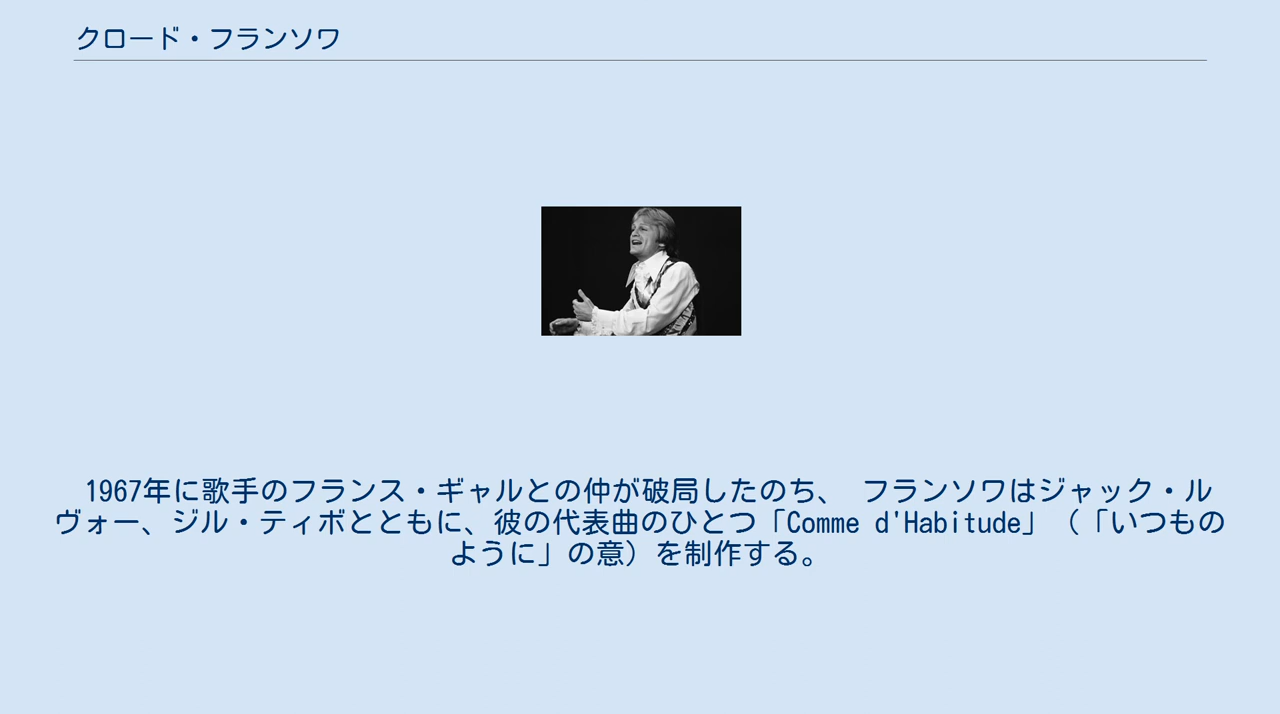 クロード・フランソワ
1967年に歌手のフランス・ギャルとの仲が破局したのち、 フランソワはジャック・ル
ヴォー、ジル・ティボとともに、彼の代表曲のひとつ「Comme d'Habitude」（「いつもの
ように」の意）を制作する。